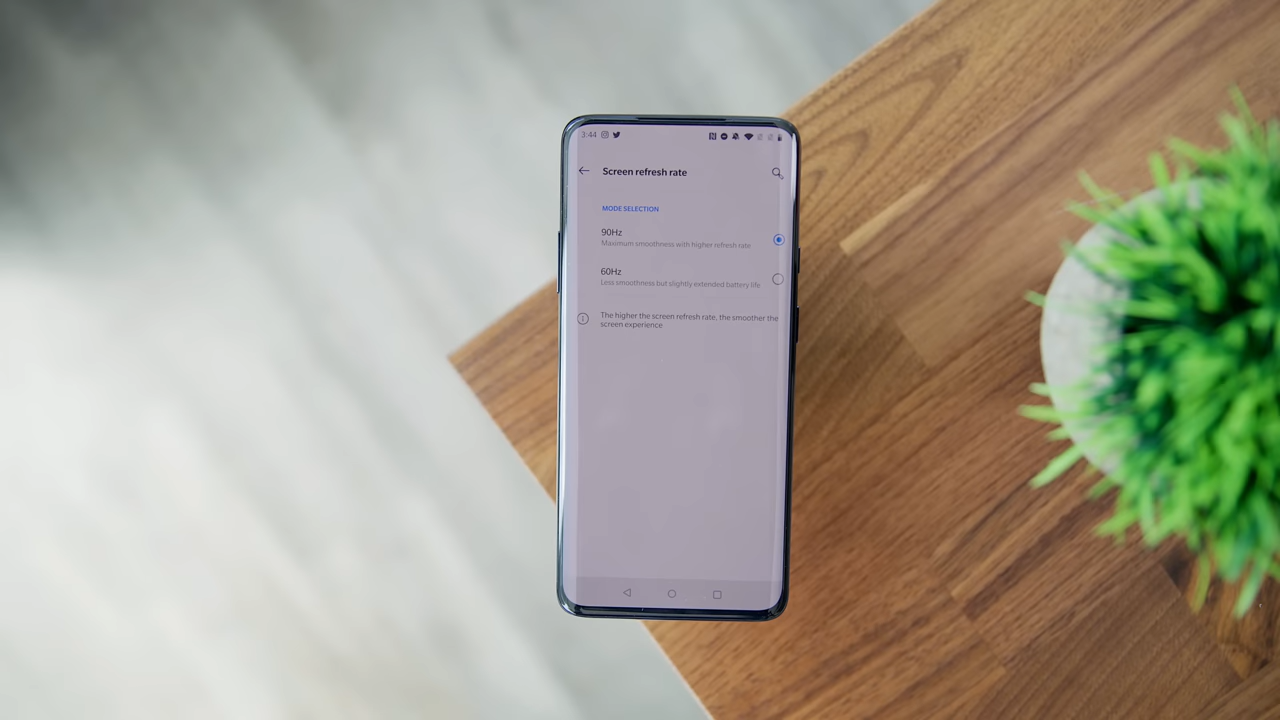 3:44
Screen refresh rate
MODE SELECTION
90Hz
Maximum smoothness with higher refresh rate
60Hz
Less smoothness but slightly extended battery life
The higher the screen refresh rate, the smoother the
screen experience